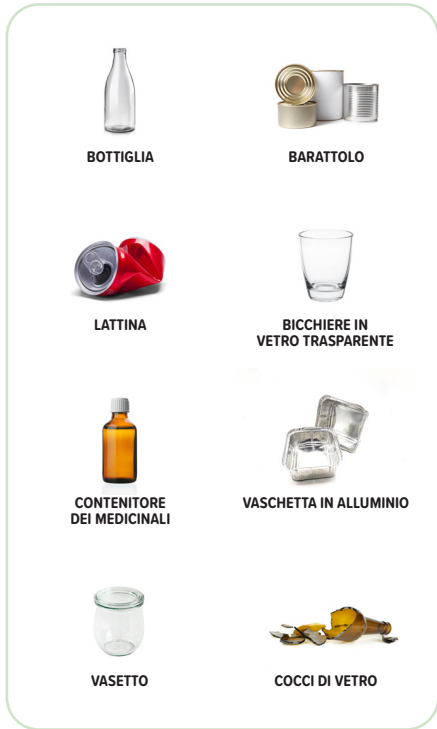 BOTTIGLIA
BARATTOLO
LATTINA
BICCHIERE IN
VETRO TRASPARENTE
CONTENITORE
DEI MEDICINALI
VASCHETTA IN ALLUMINIO
VASETTO
COCCI DI VETRO